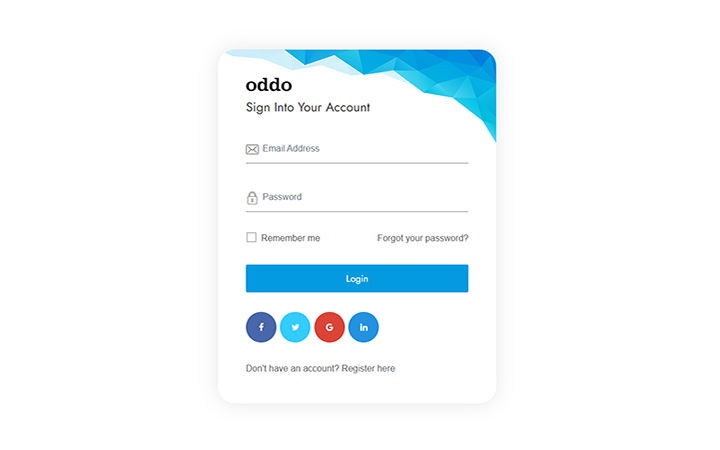 oddo
Sign Into Your Account
Email Address
Password
Remember me
Forgot your password?
Login
f
G
in
Don't have an account? Register here